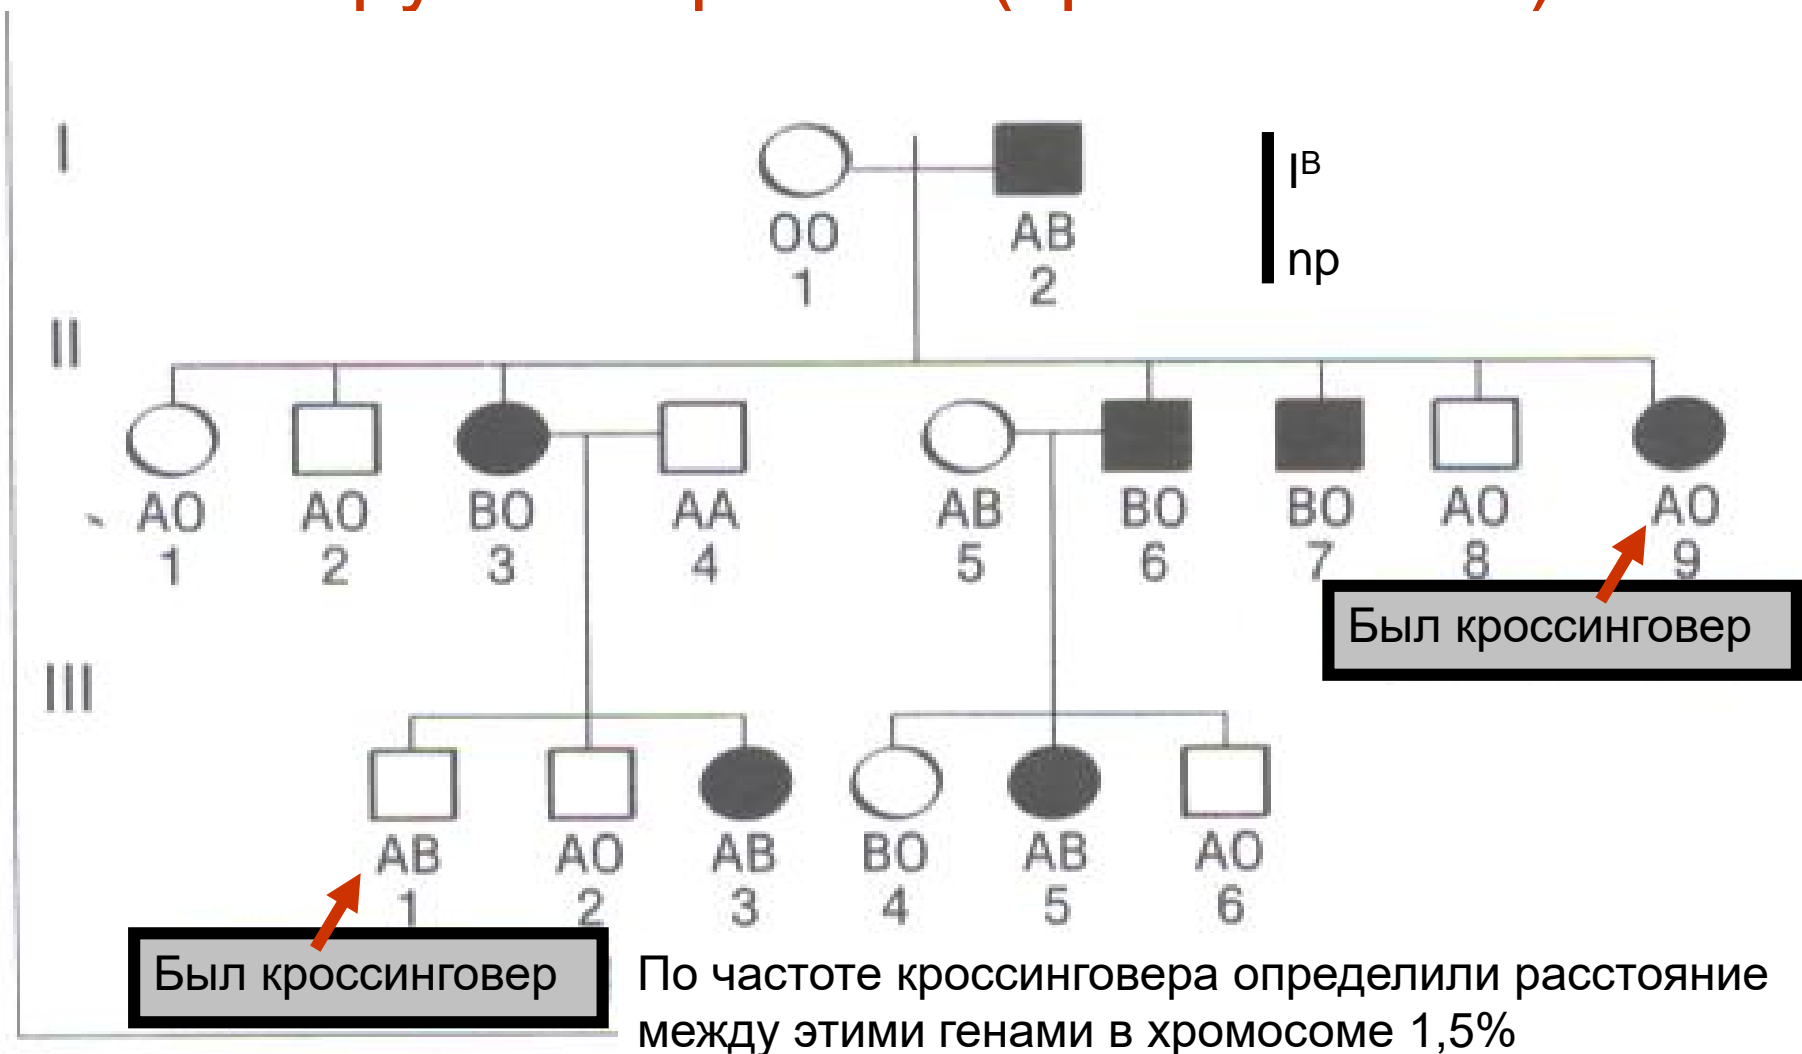 I
I^B
OO
AB
np
1
2
II
AO
AO
BO
AA
AB
BO
BO
AO
AO
1
2
3
4
5
6
7
8
9
Был кроссинговер
III
AB
AO
AB
BO
AB
AO
1
2
3
4
5
6
Был кроссинговер
По частоте кроссинговера определили расстояние
между этими генами в хромосоме 1,5%